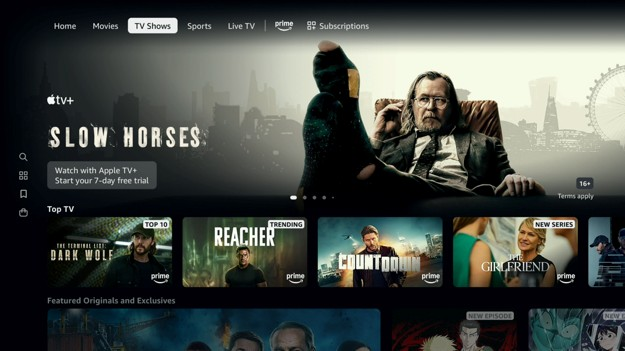 Home Movies TV Shows Sports Live TV prime Subscriptions
tv+
SLOW HORSES
Watch with Apple TV+
Start your 7-day free trial
16+
Terms apply
Top TV
TOP 10
THE TERMINAL LIST:
DARK WOLF
prime
TRENDING
REACHER
prime
COUNTDOWN
prime
NEW SERIES
THE
GIRLFRIEND
prime
Featured Originals and Exclusives
NEW EPISODE